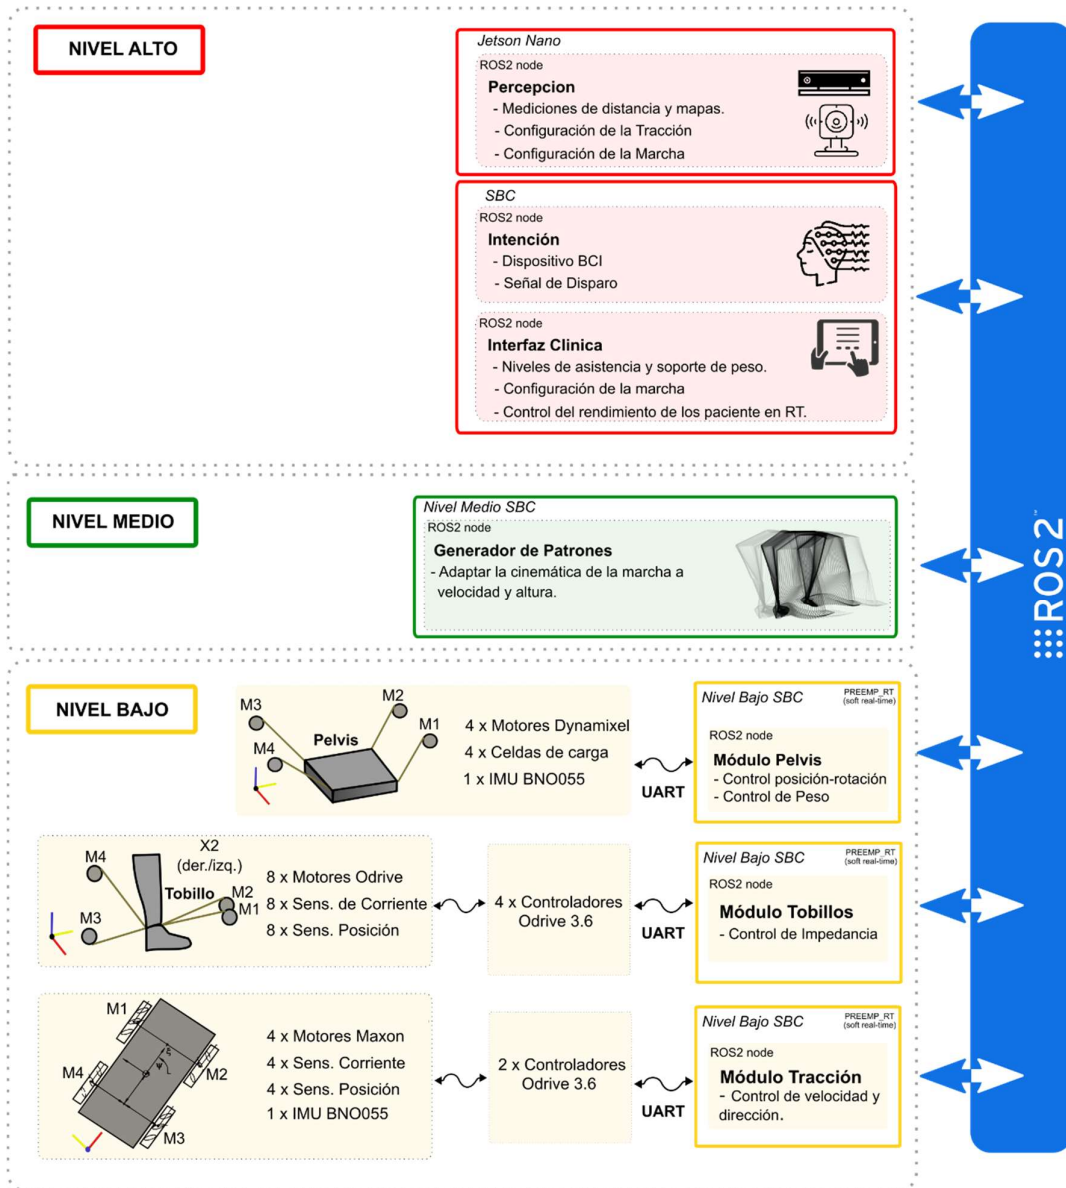 NIVEL ALTO
Jetson Nano
ROS2 node
Percepcion
- Mediciones de distancia y mapas.
- Configuración de la Tracción
- Configuración de la Marcha
SBC
ROS2 node
Intención
- Dispositivo BCI
- Señal de Disparo
ROS2 node
Interfaz Clinica
- Niveles de asistencia y soporte de peso.
- Configuración de la marcha
- Control del rendimiento de los paciente en RT.
NIVEL MEDIO
Nivel Medio SBC
ROS2 node
Generador de Patrones
- Adaptar la cinemática de la marcha a
velocidad y altura.
ROS 2™
NIVEL BAJO
M3
M2
M1
M4
Pelvis
4 x Motores Dynamixel
4 x Celdas de carga
1 x IMU BNO055
UART
Nivel Bajo SBC
PREEMP_RT
(soft real-time)
ROS2 node
Módulo Pelvis
- Control posición-rotación
- Control de Peso
X2
(der./izq.)
M4
Tobillo
M2
M1
M3
8 x Motores Odrive
8 x Sens. de Corriente
8 x Sens. Posición
4 x Controladores
Odrive 3.6
UART
Nivel Bajo SBC
PREEMP_RT
(soft real-time)
ROS2 node
Módulo Tobillos
- Control de Impedancia
M1
M4
M2
M3
4 x Motores Maxon
4 x Sens. Corriente
4 x Sens. Posición
1 x IMU BNO055
2 x Controladores
Odrive 3.6
UART
Nivel Bajo SBC
PREEMP_RT
(soft real-time)
ROS2 node
Módulo Tracción
- Control de velocidad y
dirección.